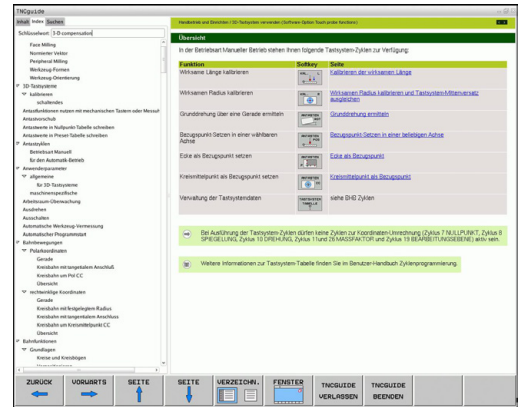 TNCguide
Inhalt Index Suchen
Schlüsselwort: 3-D-compensation
Face Milling
Normierter Vektor
Peripheral Milling
Werkzeug-Formen
Werkzeug-Orientierung
3D-Tastsysteme
kalibrieren
schaltendes
Antastfunktionen nutzen mit mechanischen Tastern oder Messuh
Antastvorschub
Antastwerte in Nullpunkt-Tabelle schreiben
Antastwerte in Preset-Tabelle schreiben
Antastzyklen
Betriebsart Manuell
für den Automatik-Betrieb
Anwenderparameter
allgemeine
für 3D-Tastsysteme
maschinenspezifische
Arbeitsraum-Überwachung
Ausdrehen
Ausschalten
Automatische Werkzeug-Vermessung
Automatischer Programmstart
Bahnbewegungen
Polarkoordinaten
Gerade
Kreisbahn mit tangentialem Anschluß
Kreisbahn um Pol CC
Übersicht
rechtwinklige Koordinaten
Gerade
Kreisbahn mit festgelegtem Radius
Kreisbahn mit tangentialem Anschluss
Kreisbahn um Kreismittelpunkt CC
Übersicht
Bahnfunktionen
Grundlagen
Kreise und Kreisbögen
Handbetrieb und Einrichten / 3D-Tastsystem verwenden (Software-Option Touch probe functions)
Übersicht
In der Betriebsart Manueller Betrieb stehen Ihnen folgende Tastsystem-Zyklen zur Verfügung:
Funktion Softkey Seite
Wirksame Länge kalibrieren Kalibrieren der wirksamen Länge
Wirksamen Radius kalibrieren Wirksamen Radius kalibrieren und Tastsystem-Mittenversatz
ausgleichen
Grunddrehung über eine Gerade ermitteln Grunddrehung ermitteln
Bezugspunkt-Setzen in einer wählbaren Achse Bezugspunkt-Setzen in einer beliebigen Achse
Ecke als Bezugspunkt setzen Ecke als Bezugspunkt
Kreismittelpunkt als Bezugspunkt setzen Kreismittelpunkt als Bezugspunkt
Verwaltung der Tastsystemdaten TASTSYSTEM TABELLE siehe BHB Zyklen
Bei Ausführung der Tastsystem-Zyklen dürfen keine Zyklen zur Koordinaten-Umrechnung (Zyklus 7 NULLPUNKT, Zyklus 8
SPIEGELUNG, Zyklus 10 DREHUNG, Zyklus 11und 26 MASSFAKTOR und Zyklus 19 BEARBEITUNGSEBENE) aktiv sein.
Weitere Informationen zur Tastsystem-Tabelle finden Sie im Benutzer-Handbuch Zyklenprogrammierung.
ZURÜCK VORWÄRTS SEITE SEITE VERZEICHN. FENSTER TNCGUIDE VERLASSEN TNCGUIDE BEENDEN